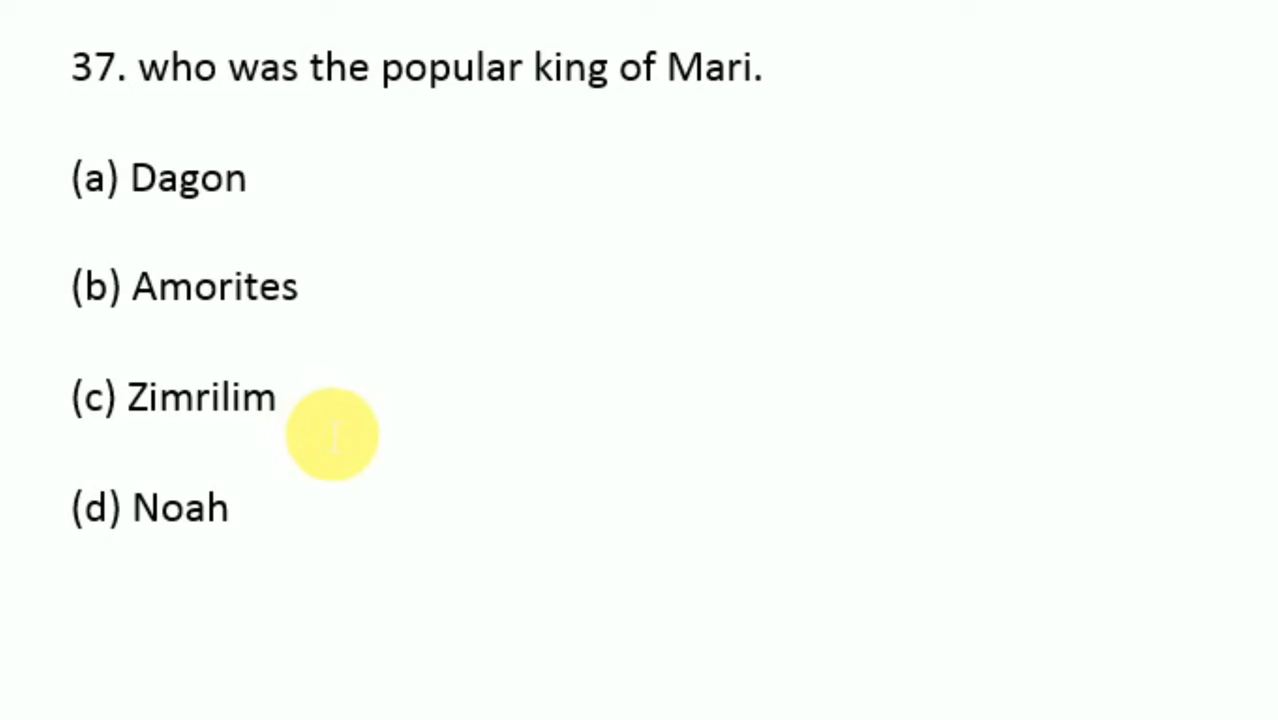 37. who was the popular king of Mari.
(a) Dagon
(b) Amorites
(c) Zimrilim
(d) Noah